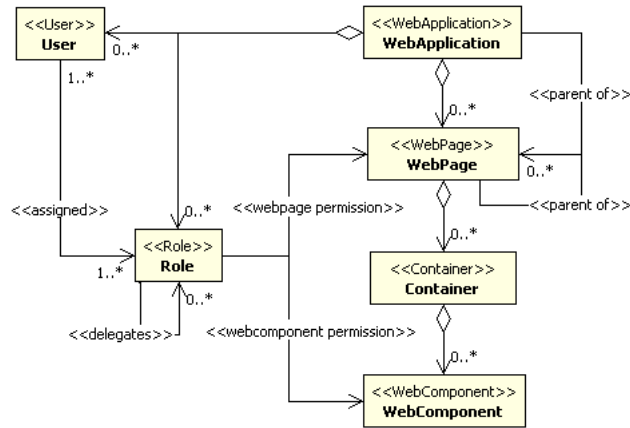 <<User>>
User
0..*
1..*
<<WebApplication>>
WebApplication
<<parent of>>
0..*
<<WebPage>>
WebPage
0..*
<<parent of>>
<<assigned>>
0..*
<<webpage permission>>
0..*
<<Role>>
Role
1..*
0..*
<<Container>>
Container
<<delegates>>
<<webcomponent permission>>
0..*
<<WebComponent>>
WebComponent